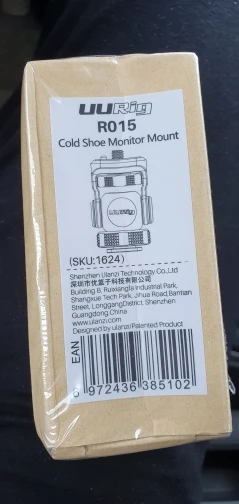 UURig
R015
Cold Shoe Monitor Mount
UURig
(SKU:1624)
Shenzhen Ulanzi Technology Co.,Ltd
深圳市优篮子科技有限公司
Building B, Ruixiangfa Industrial Park,
Shangxue Tech Park, Jihua Road,Bantian
Street, LonggangDistrict, Shenzhen
Guangdong China
www.ulanzi.com
Designed by ulanzi/Patented Product
EAN
6 972436 385102